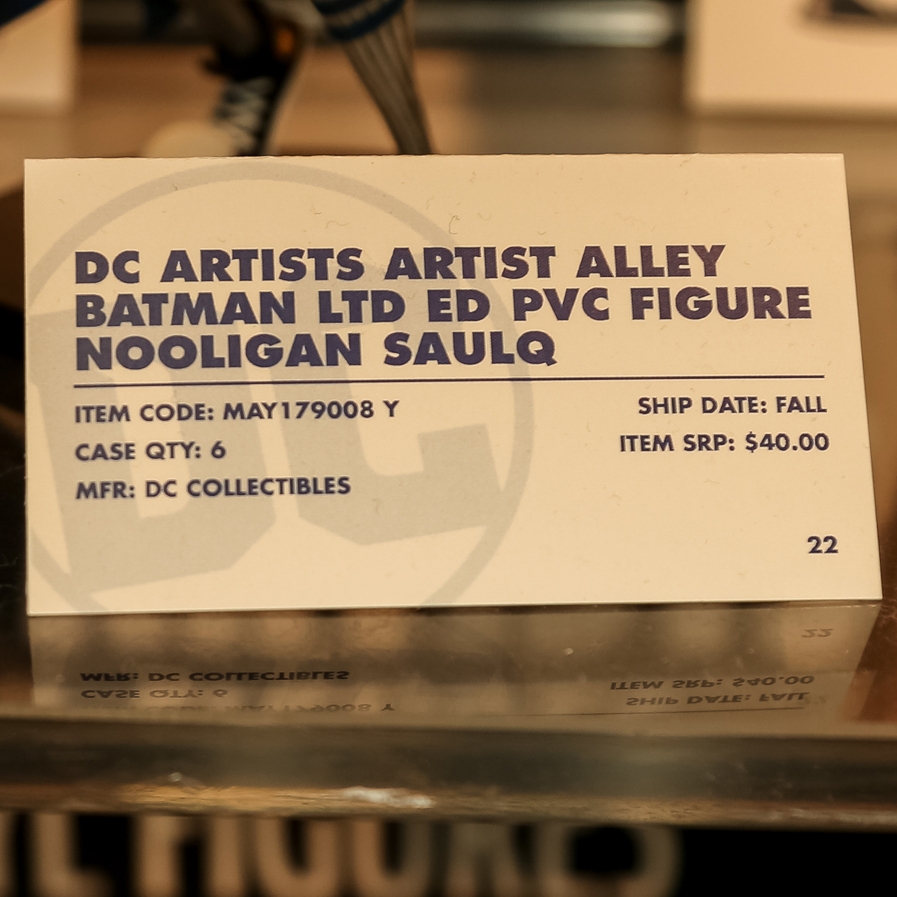 DC ARTISTS ARTIST ALLEY
BATMAN LTD ED PVC FIGURE
NOOLIGAN SAULQ
ITEM CODE: MAY179008 Y
CASE QTY: 6
MFR: DC COLLECTIBLES
SHIP DATE: FALL
ITEM SRP: $40.00
22
DC